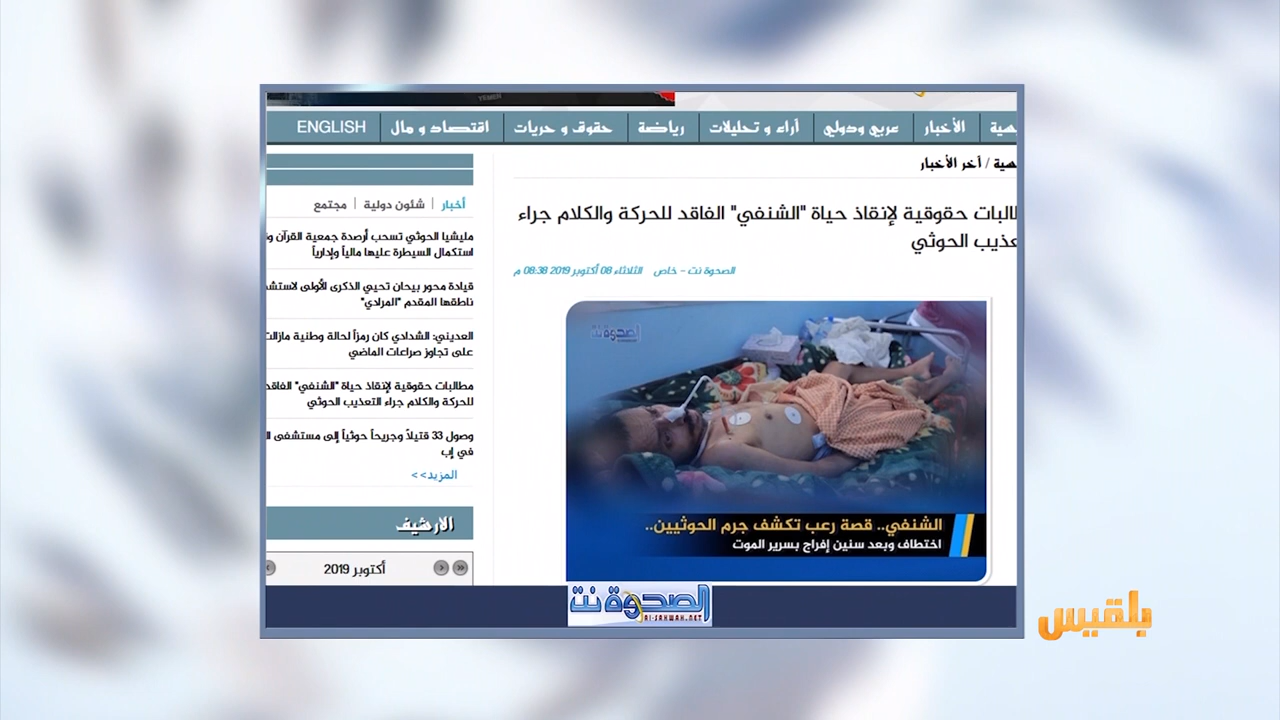 الأخبار
عربي ودولي
آراء و تحليلات
رياضة
حقوق و حريات
اقتصاد و مال
ENGLISH
/ آخر الأخبار
حقوقية لإنقاذ حياة "الشنفي" الفاقد للحركة والكلام جراء
الحوثي
الصحوة نت - خاص
الثلاثاء 08 أكتوبر 2019 08:38 م
الصحوة نت
الشنفي.. قصة رعب تكشف جرم الحوثيين..
اختطاف وبعد سنين إفراج بسرير الموت
أخبار | شئون دولية | مجتمع
مليشيا الحوثي تسحب أرصدة جمعية القرآن
استكمال السيطرة عليها مالياً وإدارياً
قيادة محور بيحان تحيي الذكرى الأولى
ناطقها المقدم "المرادي"
العديني: الشدادي كان رمزاً لحالة وطنية مازالت
على تجاوز صراعات الماضي
مطالبات حقوقية لإنقاذ حياة "الشنفي" الفاقد
للحركة والكلام جراء التعذيب الحوثي
وصول 33 قتيلاً وجريحاً حوثياً إلى مستشفى
في إب
المزيد>>
الارشيف
أكتوبر 2019
الصحوة نت
AL-SAHWAH.NET
بلقيس